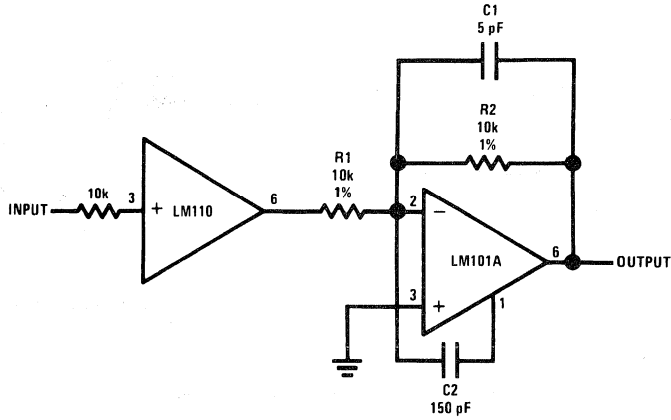 C1
5 pF
R2
10k
1%
R1
10k
1%
10k
3
+
LM110
6
INPUT
2
−
LM101A
6
OUTPUT
3
+
1
C2
150 pF